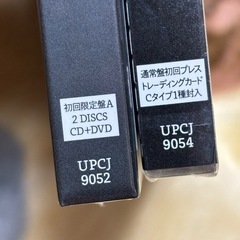 初回限定盤A
2 DISCS
CD+DVD
UPCJ
9052
通常盤初回プレス
トレーディングカード
Cタイプ1種封入
UPCJ
9054